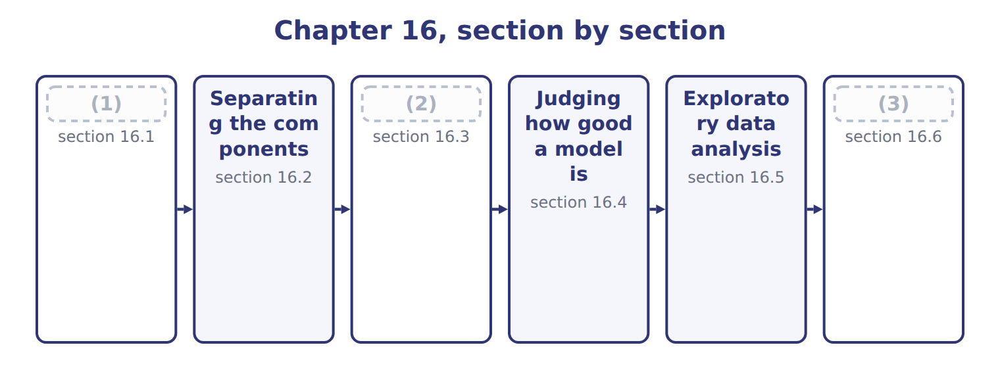 Chapter 16, section by section
(1)
section 16.1
Separatin
g the com
ponents
section 16.2
(2)
section 16.3
Judging
how good
a model
is
section 16.4
Explorato
ry data
analysis
section 16.5
(3)
section 16.6